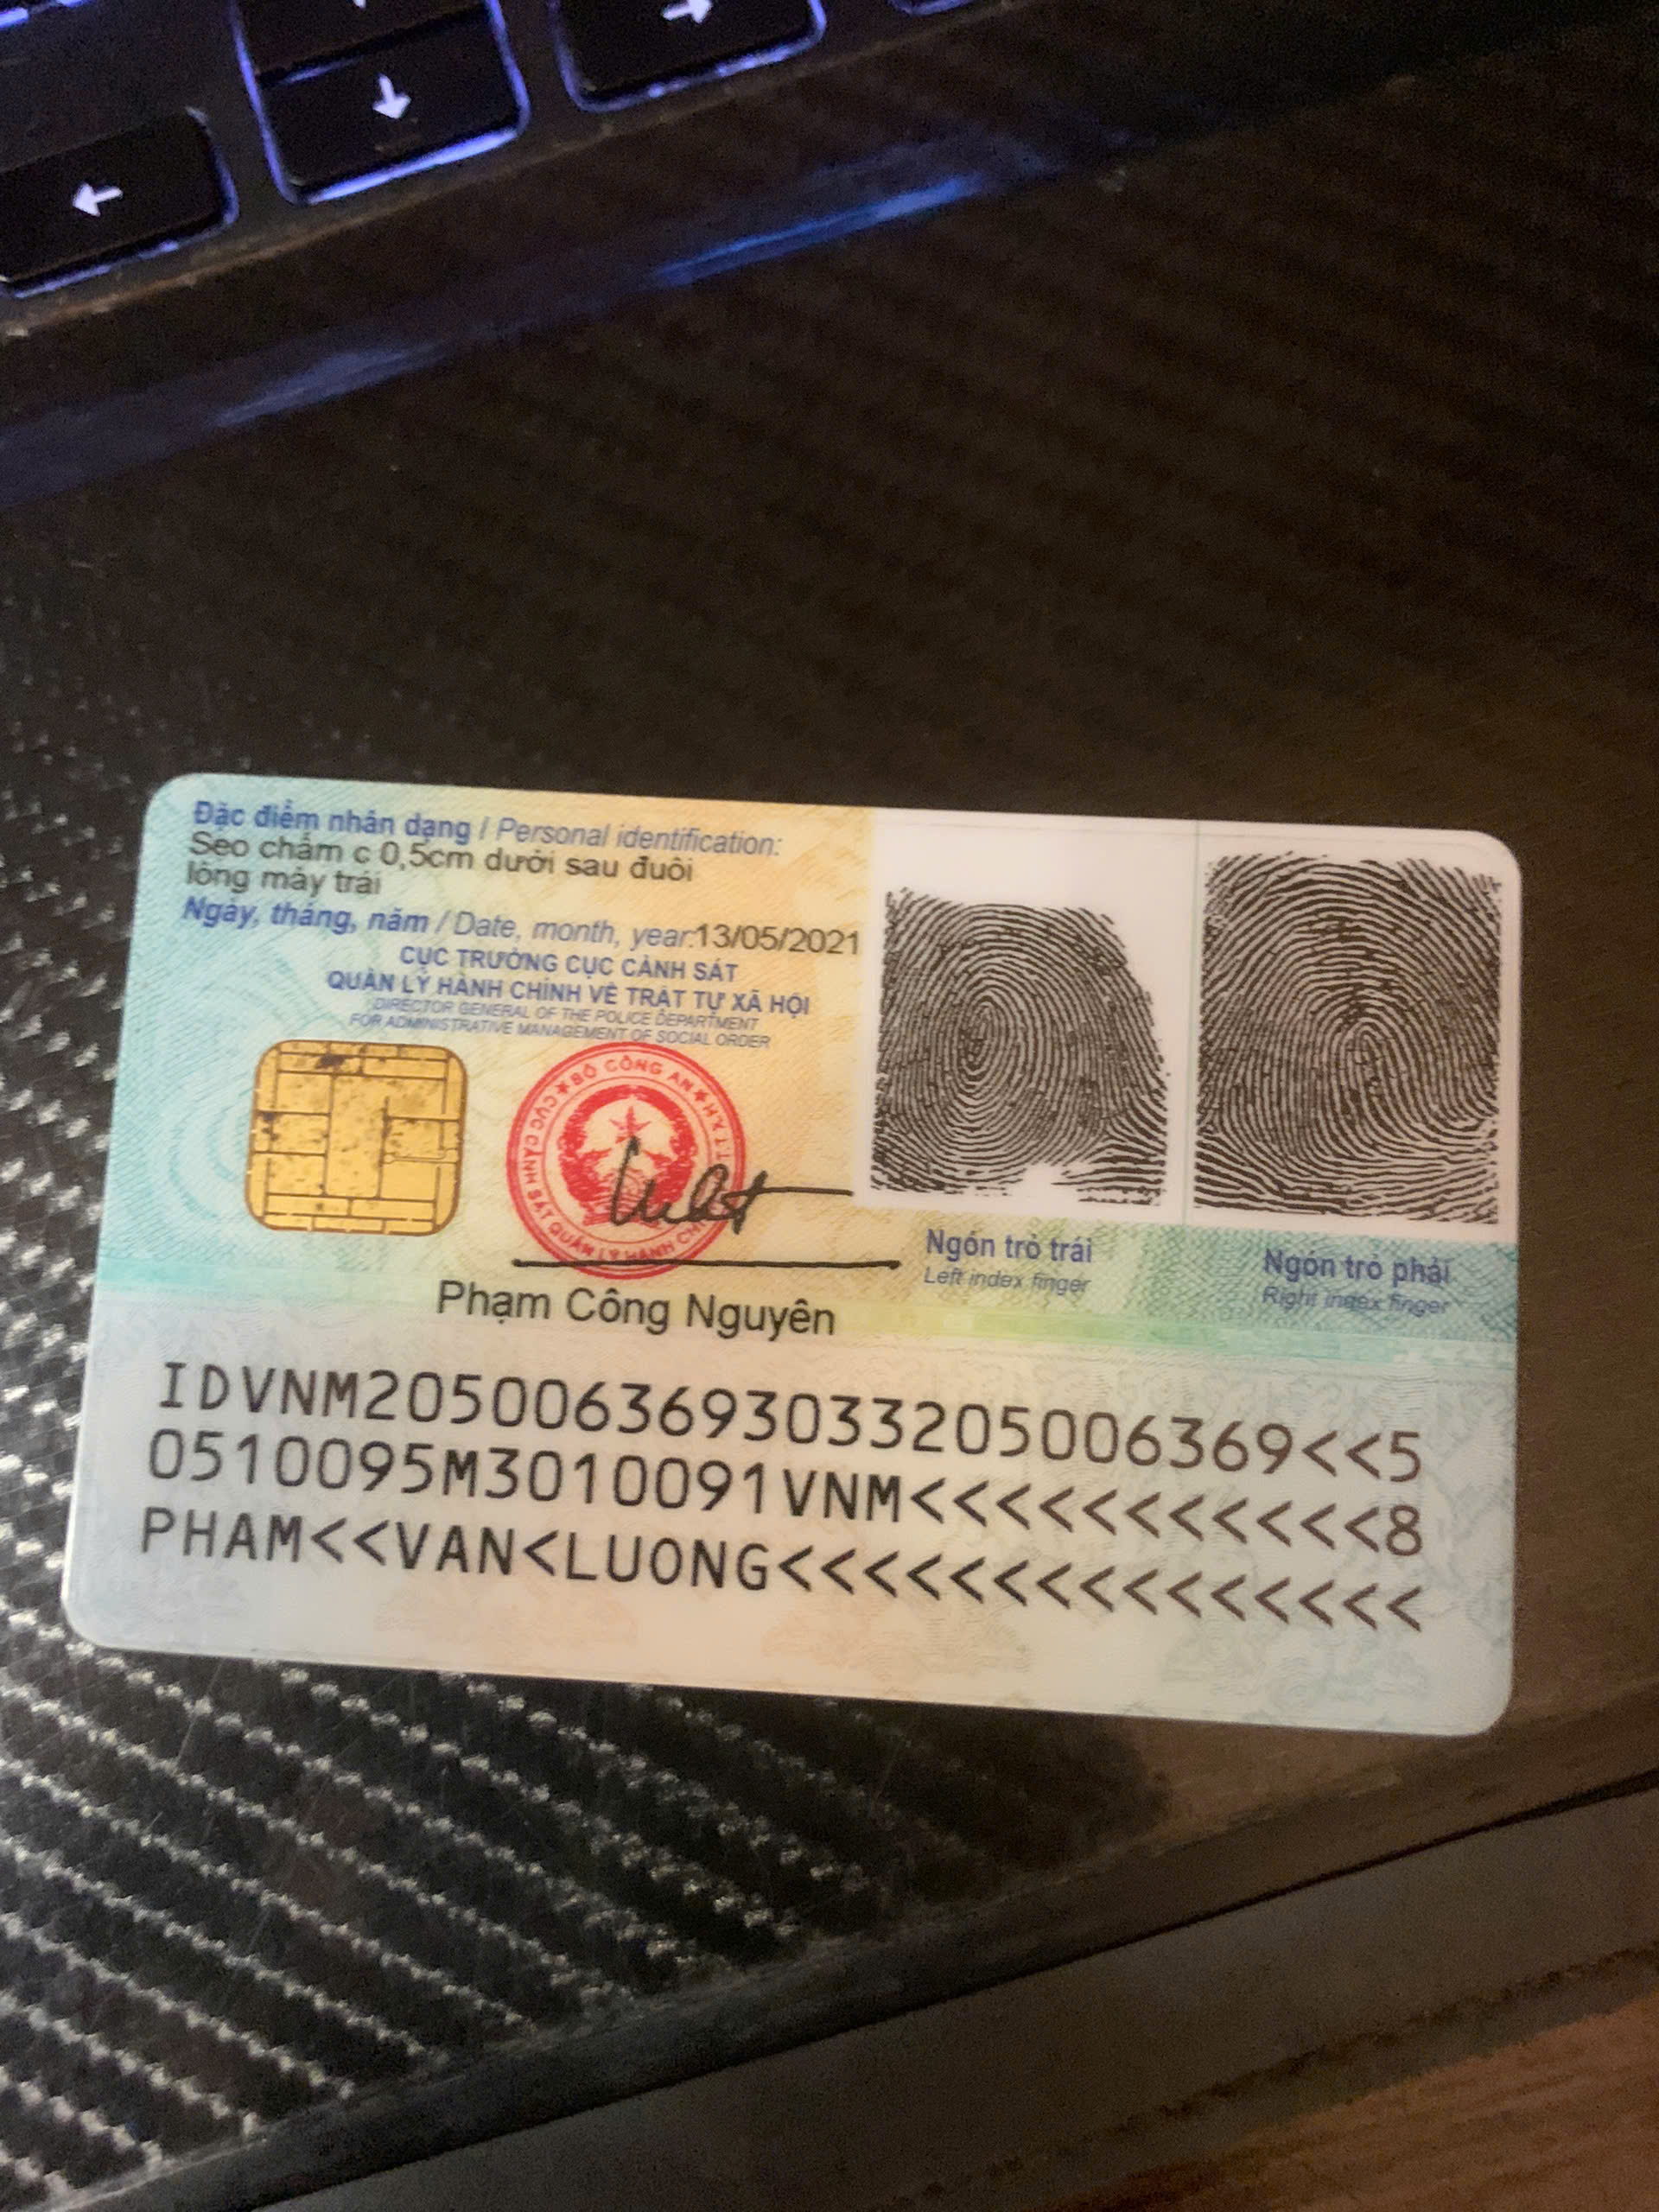 Đặc điểm nhân dạng / Personal identification:
Sẹo chấm c 0,5cm dưới sau đuôi
lông mày trái
Ngày, tháng, năm / Date, month, year:13/05/2021
CỤC TRƯỞNG CỤC CẢNH SÁT
QUẢN LÝ HÀNH CHÍNH VỀ TRẬT TỰ XÃ HỘI
DIRECTOR GENERAL OF THE POLICE DEPARTMENT
FOR ADMINISTRATIVE MANAGEMENT OF SOCIAL ORDER
BỘ CÔNG AN
CỤC CẢNH SÁT QUẢN LÝ HÀNH CHÍNH
Ngón trỏ trái
Left index finger
Ngón trỏ phải
Right index finger
Phạm Công Nguyên
IDVNM2050063693033205006369<<5
0510095M3010091VNM<<<<<<<<<<<8
PHAM<<VAN<LUONG<<<<<<<<<<<<<<<